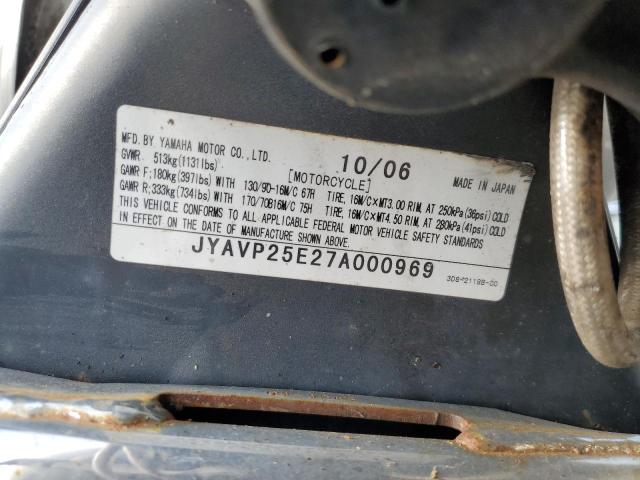 MFD. BY YAMAHA MOTOR CO., LTD. 10/06
GVWR. 513kg(1131lbs) [MOTORCYCLE] MADE IN JAPAN
GAWR F;180kg(397lbs) WITH 130/90-16M/C 67H TIRE, 16M/C×MT3.00 RIM, AT 250kPa(36psi)COLD
GAWR R;333kg(734lbs) WITH 170/70B16M/C 75H TIRE, 16M/C×MT4.50 RIM, AT 280kPa(41psi)COLD
THIS VEHICLE CONFORMS TO ALL APPLICABLE FEDERAL MOTOR VEHICLE SAFETY STANDARDS
IN EFFECT ON THE DATE OF MANUFACTURE SHOWN ABOVE.
JYAVP25E27A000969